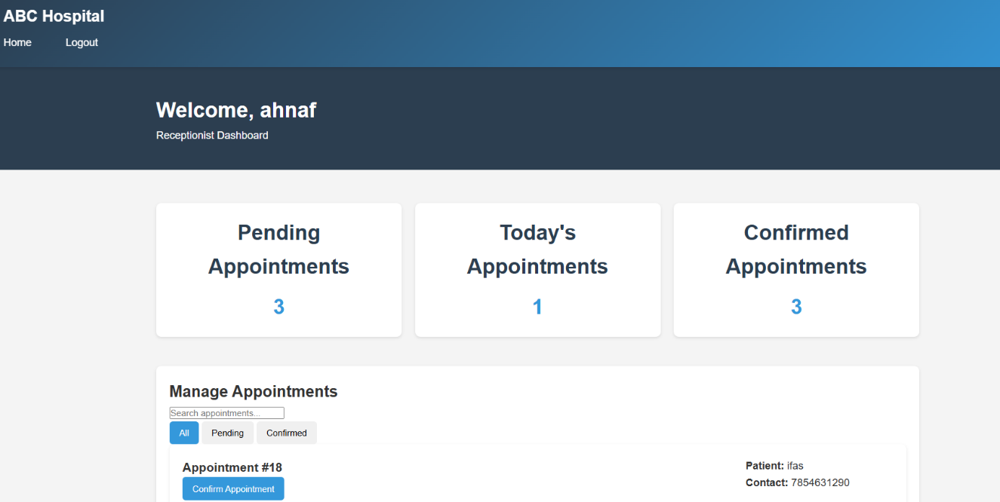 ABC Hospital
Home Logout
Welcome, ahnaf
Receptionist Dashboard
Pending
Appointments
3
Today's
Appointments
1
Confirmed
Appointments
3
Manage Appointments
Search appointments...
All Pending Confirmed
Appointment #18
Confirm Appointment
Patient: ifas
Contact: 7854631290